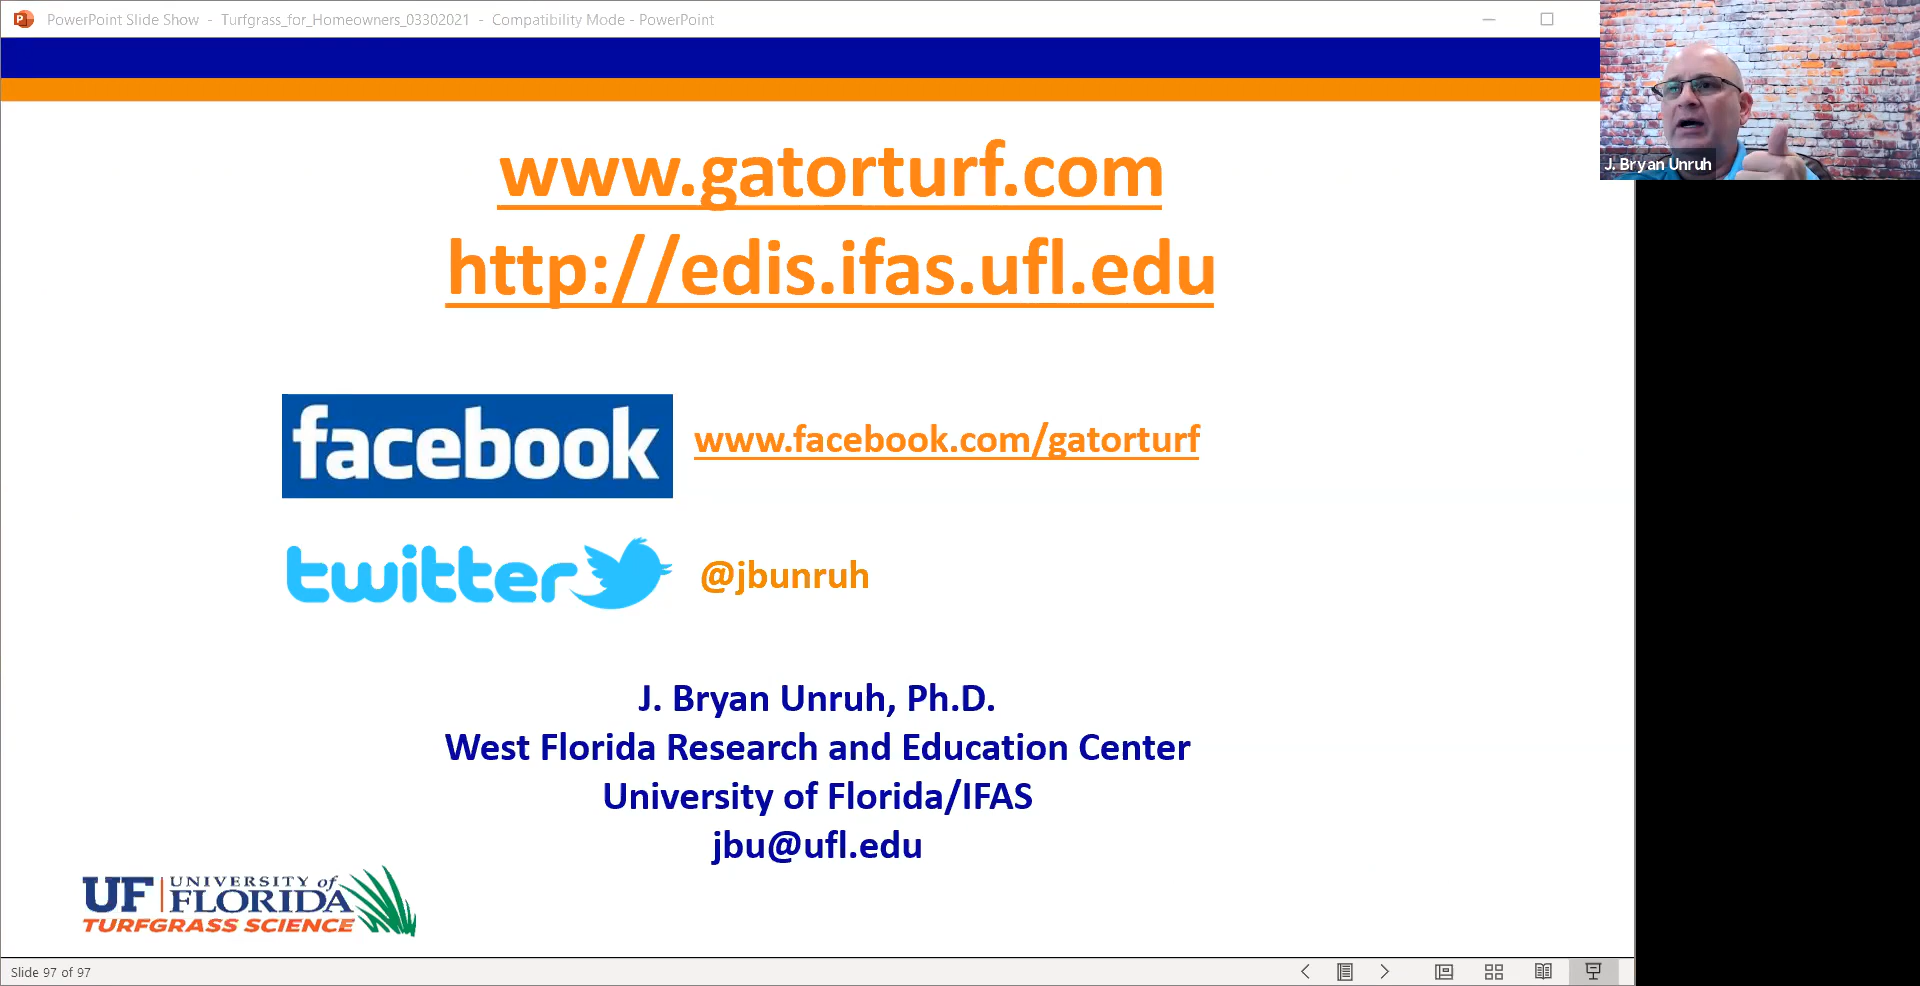 PowerPoint Slide Show - Turfgrass_for_Homeowners_03302021 - Compatibility Mode - PowerPoint
J. Bryan Unruh
www.gatorturf.com
http://edis.ifas.ufl.edu
facebook www.facebook.com/gatorturf
twitter @jbunruh
J. Bryan Unruh, Ph.D.
West Florida Research and Education Center
University of Florida/IFAS
jbu@ufl.edu
UF UNIVERSITY of
FLORIDA
TURFGRASS SCIENCE
Slide 97 of 97